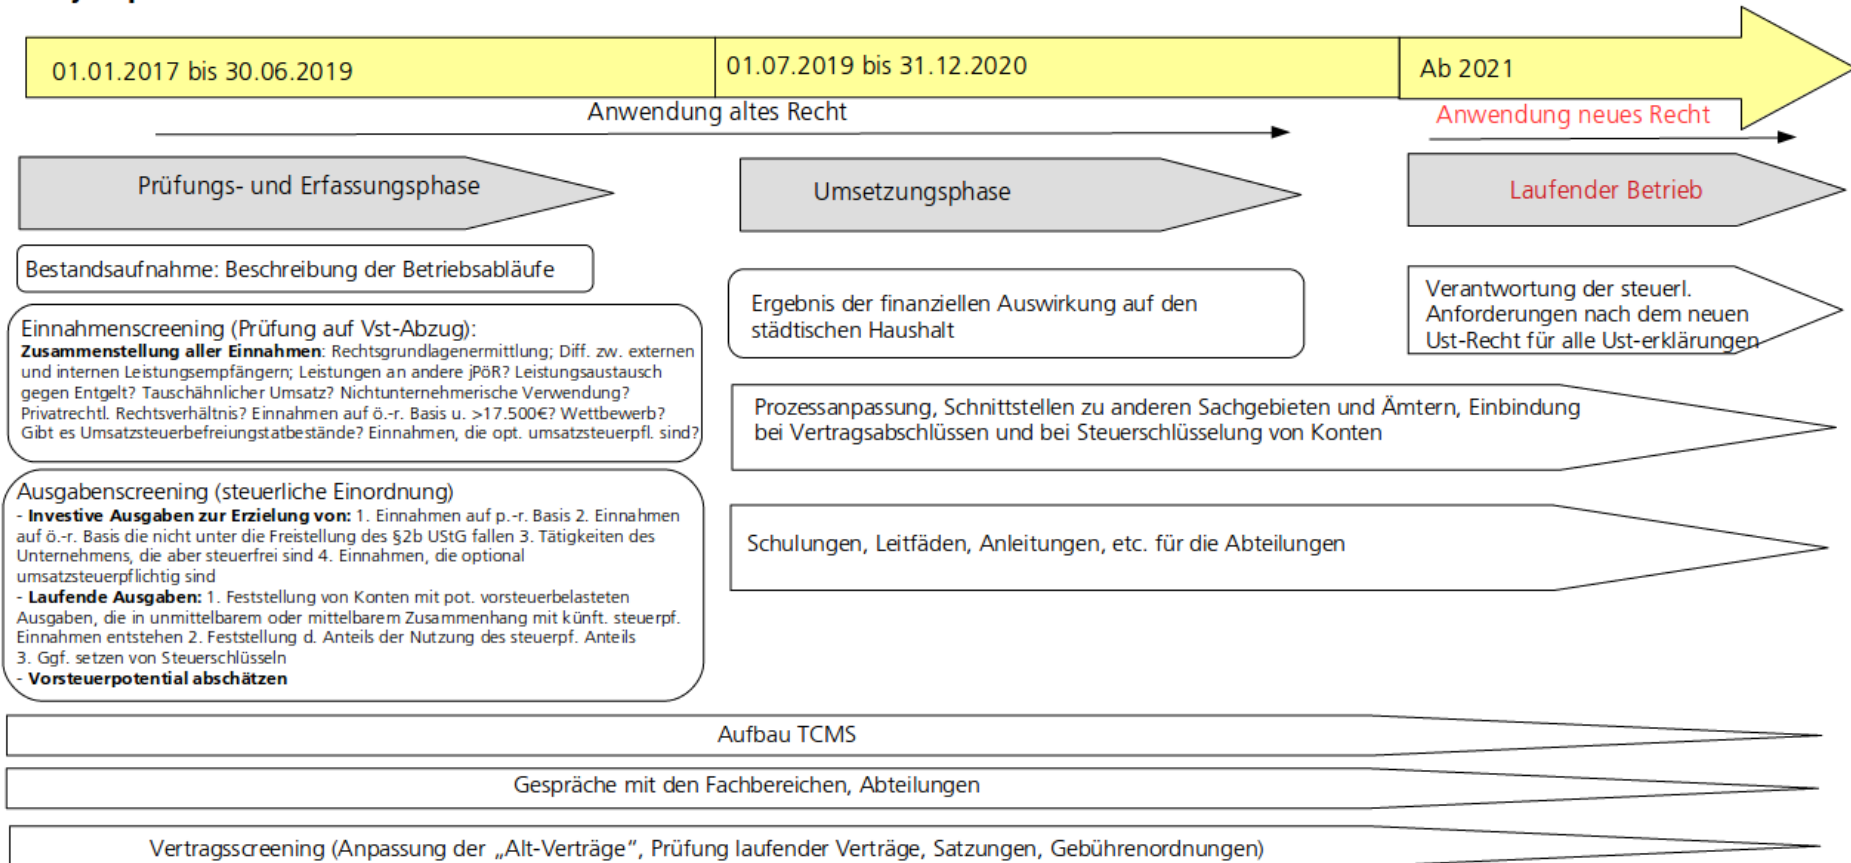 01.01.2017 bis 30.06.2019
01.07.2019 bis 31.12.2020
Ab 2021
Anwendung altes Recht
Anwendung neues Recht
Prüfungs- und Erfassungsphase
Umsetzungsphase
Laufender Betrieb
Bestandsaufnahme: Beschreibung der Betriebsabläufe
Einnahmenscreening (Prüfung auf Vst-Abzug):
Zusammenstellung aller Einnahmen: Rechtsgrundlagenermittlung; Diff. zw. externen
und internen Leistungsempfängern; Leistungen an andere jPöR? Leistungsaustausch
gegen Entgelt? Tauschähnlicher Umsatz? Nichtunternehmerische Verwendung?
Privatrechtl. Rechtsverhältnis? Einnahmen auf ö.-r. Basis u. >17.500€? Wettbewerb?
Gibt es Umsatzsteuerbefreiungstatbestände? Einnahmen, die opt. umsatzsteuerpfl. sind?
Ausgabenscreening (steuerliche Einordnung)
- Investive Ausgaben zur Erzielung von: 1. Einnahmen auf p.-r. Basis 2. Einnahmen
auf ö.-r. Basis die nicht unter die Freistellung des §2b UStG fallen 3. Tätigkeiten des
Unternehmens, die aber steuerfrei sind 4. Einnahmen, die optional
umsatzsteuerpflichtig sind
- Laufende Ausgaben: 1. Feststellung von Konten mit pot. vorsteuerbelasteten
Ausgaben, die in unmittelbarem oder mittelbarem Zusammenhang mit künft. steuerpf.
Einnahmen entstehen 2. Feststellung d. Anteils der Nutzung des steuerpf. Anteils
3. Ggf. setzen von Steuerschlüsseln
- Vorsteuerpotential abschätzen
Ergebnis der finanziellen Auswirkung auf den
städtischen Haushalt
Verantwortung der steuerl.
Anforderungen nach dem neuen
Ust-Recht für alle Ust-erklärungen
Prozessanpassung, Schnittstellen zu anderen Sachgebieten und Ämtern, Einbindung
bei Vertragsabschlüssen und bei Steuerschlüsselung von Konten
Schulungen, Leitfäden, Anleitungen, etc. für die Abteilungen
Aufbau TCMS
Gespräche mit den Fachbereichen, Abteilungen
Vertragsscreening (Anpassung der „Alt-Verträge“, Prüfung laufender Verträge, Satzungen, Gebührenordnungen)